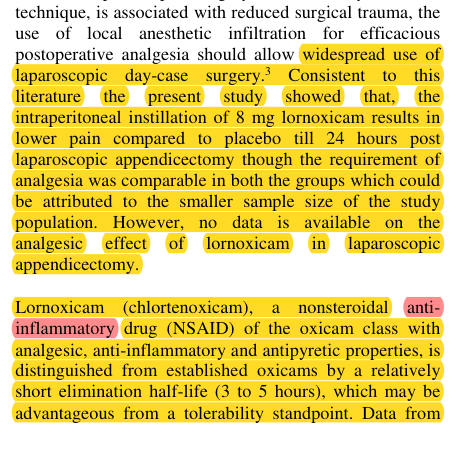 technique, is associated with reduced surgical trauma, the
use of local anesthetic infiltration for efficacious
postoperative analgesia should allow widespread use of
laparoscopic day-case surgery.³ Consistent to this
literature the present study showed that, the
intraperitoneal instillation of 8 mg lornoxicam results in
lower pain compared to placebo till 24 hours post
laparoscopic appendicectomy though the requirement of
analgesia was comparable in both the groups which could
be attributed to the smaller sample size of the study
population. However, no data is available on the
analgesic effect of lornoxicam in laparoscopic
appendicectomy.
Lornoxicam (chlortenoxicam), a nonsteroidal anti-
inflammatory drug (NSAID) of the oxicam class with
analgesic, anti-inflammatory and antipyretic properties, is
distinguished from established oxicams by a relatively
short elimination half-life (3 to 5 hours), which may be
advantageous from a tolerability standpoint. Data from